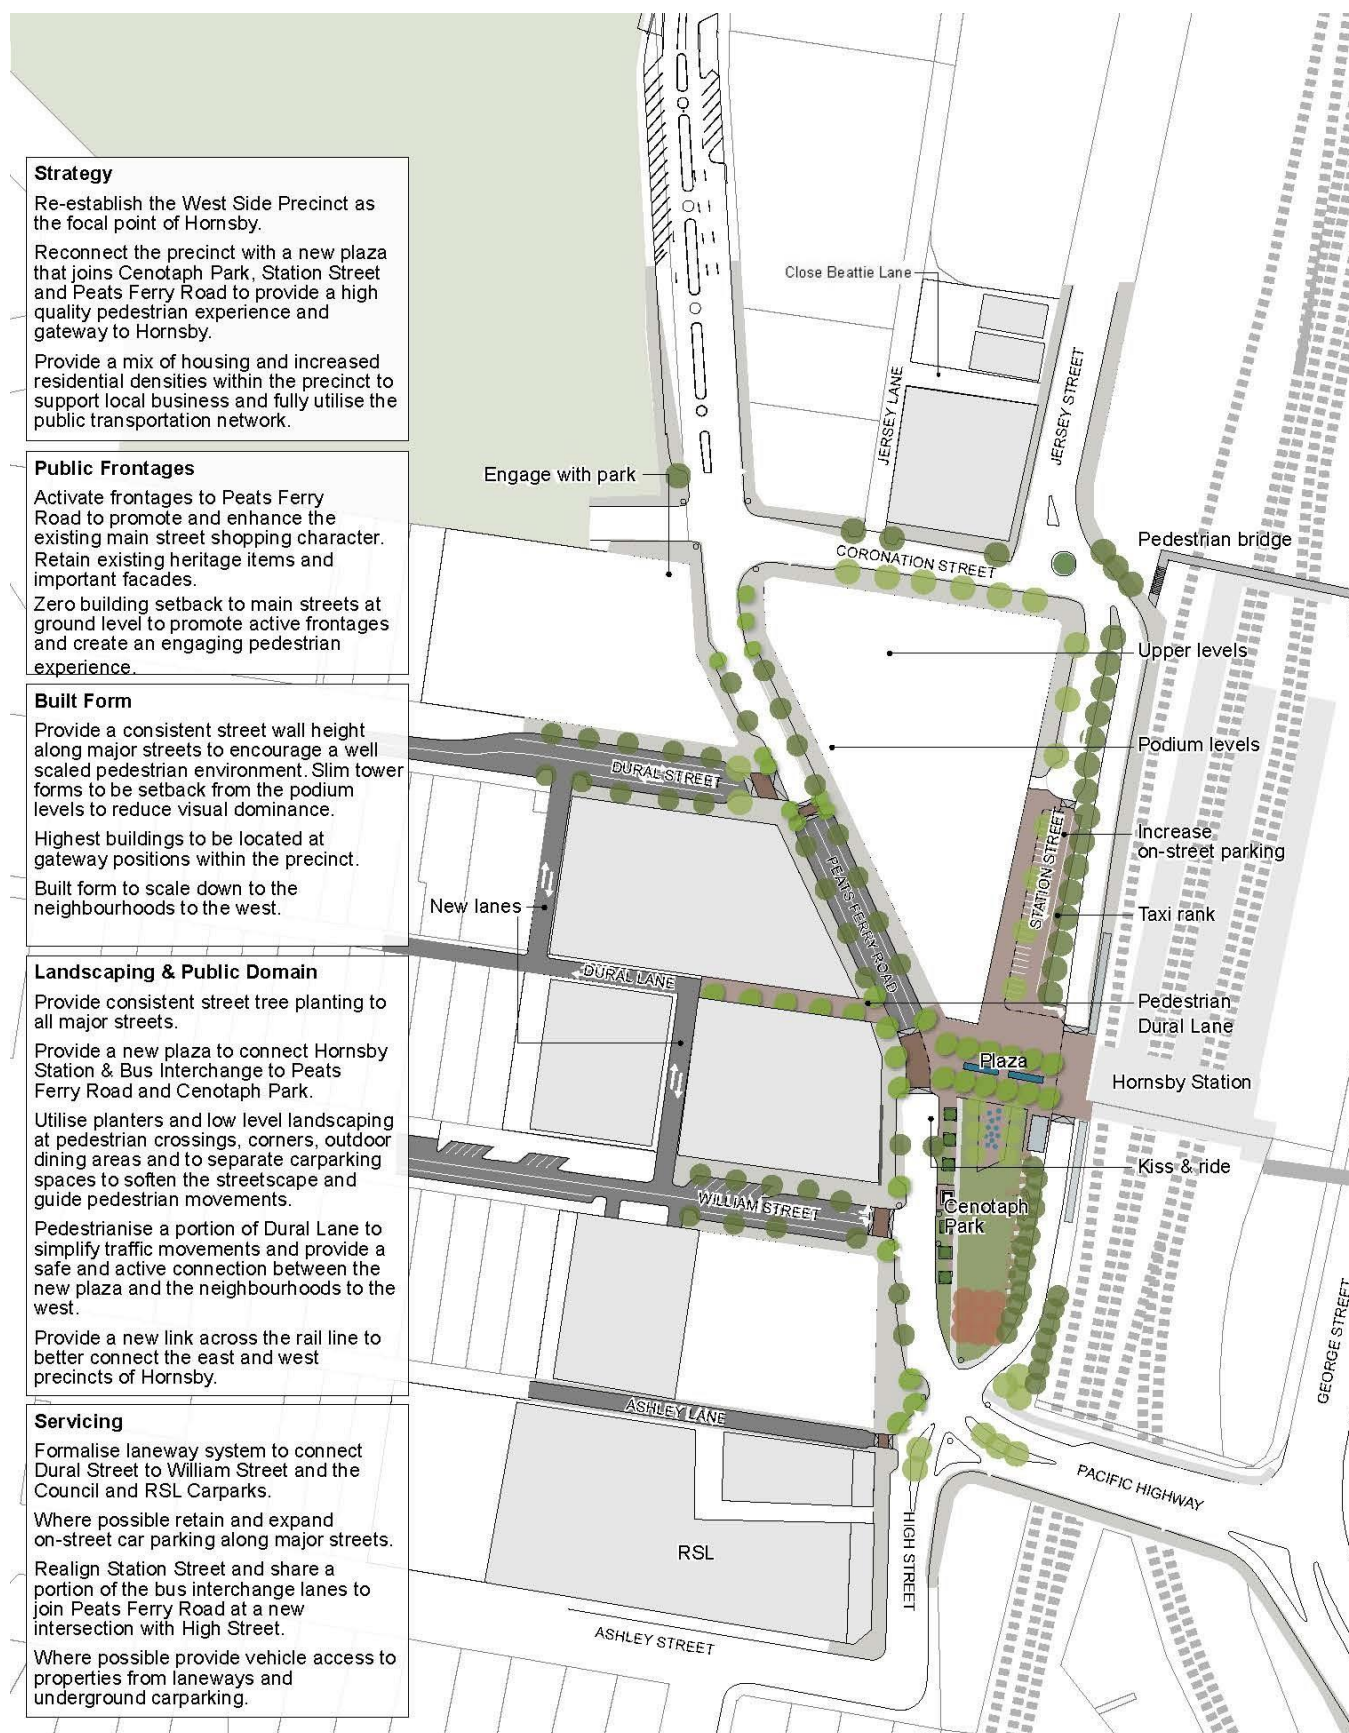 Strategy
Re-establish the West Side Precinct as
the focal point of Hornsby.
Reconnect the precinct with a new plaza
that joins Cenotaph Park, Station Street
and Peats Ferry Road to provide a high
quality pedestrian experience and
gateway to Hornsby.
Provide a mix of housing and increased
residential densities within the precinct to
support local business and fully utilise the
public transportation network.
Public Frontages
Activate frontages to Peats Ferry
Road to promote and enhance the
existing main street shopping character.
Retain existing heritage items and
important facades.
Zero building setback to main streets at
ground level to promote active frontages
and create an engaging pedestrian
experience.
Built Form
Provide a consistent street wall height
along major streets to encourage a well
scaled pedestrian environment. Slim tower
forms to be setback from the podium
levels to reduce visual dominance.
Highest buildings to be located at
gateway positions within the precinct.
Built form to scale down to the
neighbourhoods to the west.
Landscaping & Public Domain
Provide consistent street tree planting to
all major streets.
Provide a new plaza to connect Hornsby
Station & Bus Interchange to Peats
Ferry Road and Cenotaph Park.
Utilise planters and low level landscaping
at pedestrian crossings, corners, outdoor
dining areas and to separate carparking
spaces to soften the streetscape and
guide pedestrian movements.
Pedestrianise a portion of Dural Lane to
simplify traffic movements and provide a
safe and active connection between the
new plaza and the neighbourhoods to the
west.
Provide a new link across the rail line to
better connect the east and west
precincts of Hornsby.
Servicing
Formalise laneway system to connect
Dural Street to William Street and the
Council and RSL Carparks.
Where possible retain and expand
on-street car parking along major streets.
Realign Station Street and share a
portion of the bus interchange lanes to
join Peats Ferry Road at a new
intersection with High Street.
Where possible provide vehicle access to
properties from laneways and
underground carparking.
Close Beattie Lane
JERSEY LANE
JERSEY STREET
Engage with park
CORONATION STREET
Pedestrian bridge
Upper levels
Podium levels
DURAL STREET
Increase
on-street parking
STATION STREET
PEATS FERRY ROAD
New lanes
Taxi rank
DURAL LANE
Pedestrian
Dural Lane
Plaza
Hornsby Station
Kiss & ride
WILLIAM STREET
Cenotaph
Park
GEORGE STREET
ASHLEY LANE
PACIFIC HIGHWAY
RSL
HIGH STREET
ASHLEY STREET